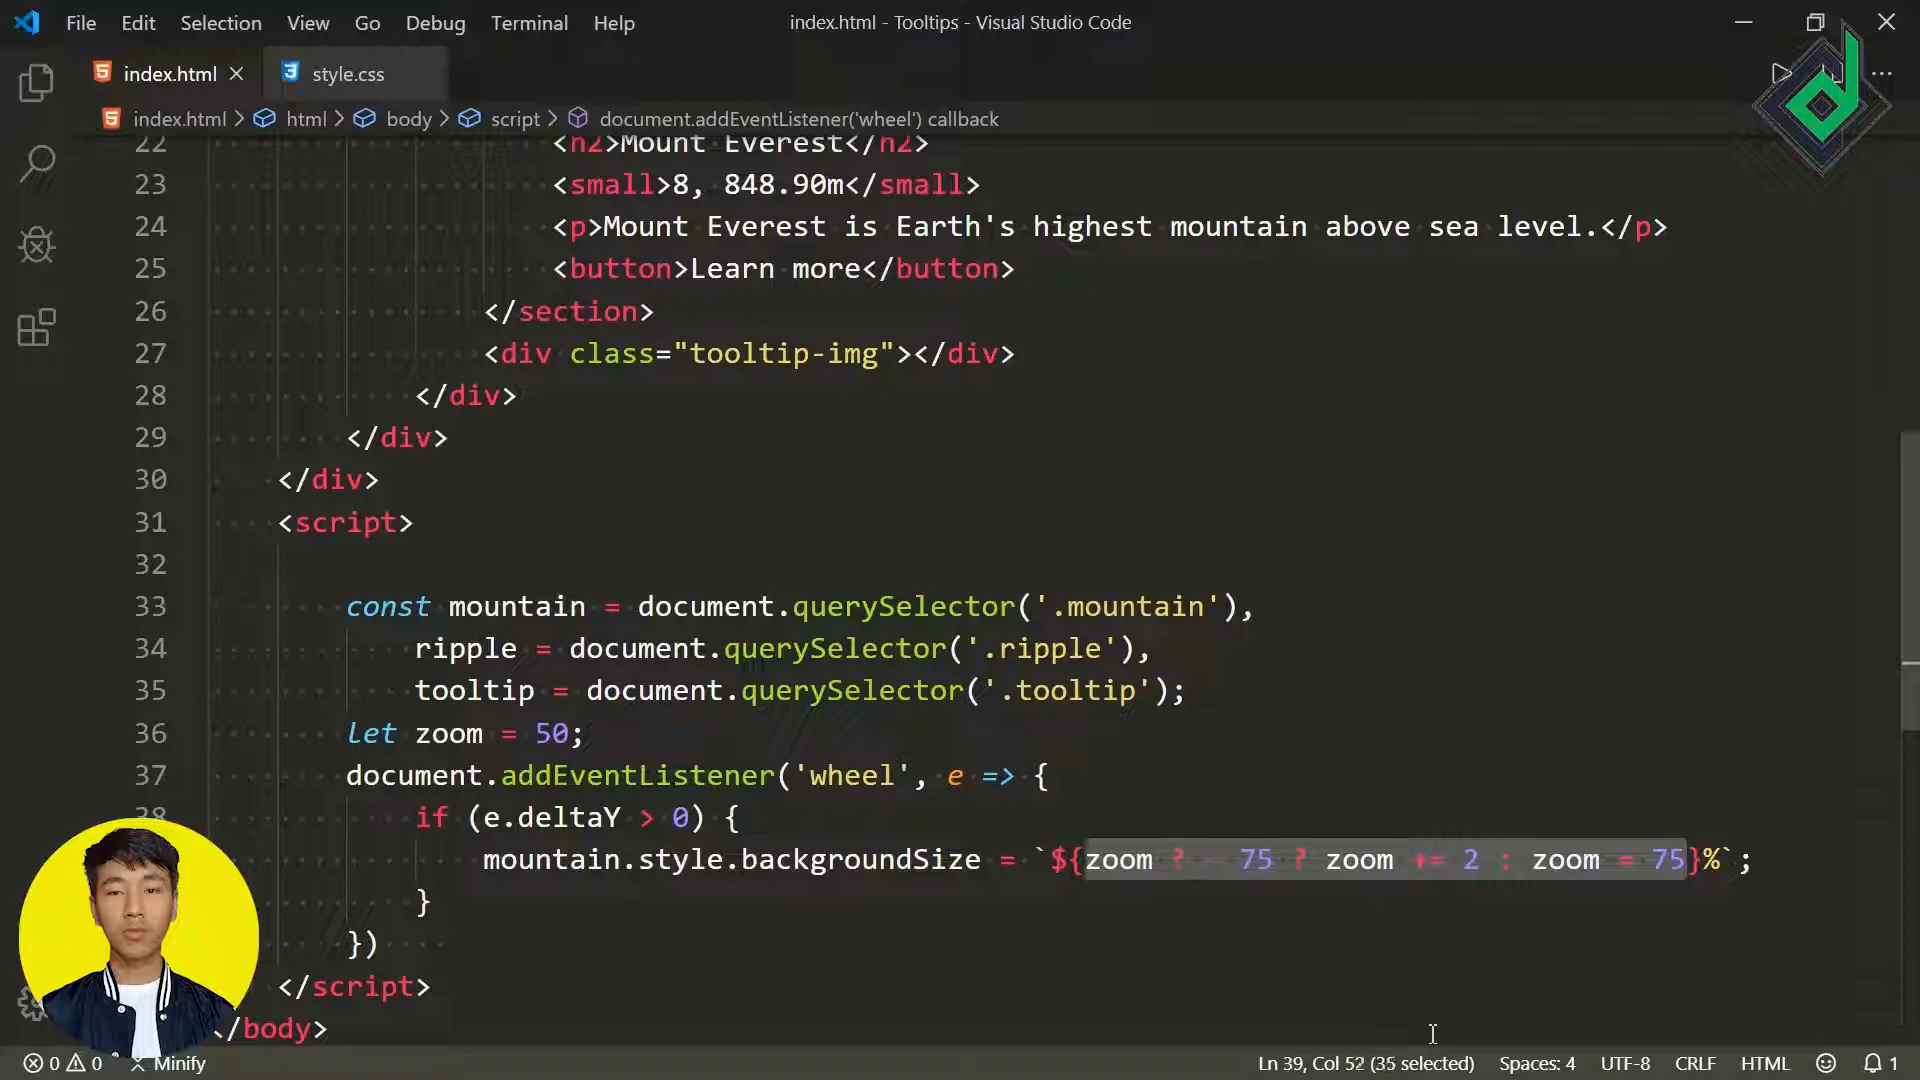 File Edit Selection View Go Debug Terminal Help index.html - Tooltips - Visual Studio Code
index.html style.css
index.html > html > body > script > document.addEventListener('wheel') callback
22 <h2>Mount Everest</h2>
23 <small>8, 848.90m</small>
24 <p>Mount Everest is Earth's highest mountain above sea level.</p>
25 <button>Learn more</button>
26 </section>
27 <div class="tooltip-img"></div>
28 </div>
29 </div>
30 </div>
31 <script>
32
33 const mountain = document.querySelector('.mountain'),
34 ripple = document.querySelector('.ripple'),
35 tooltip = document.querySelector('.tooltip');
36 let zoom = 50;
37 document.addEventListener('wheel', e => {
38 if (e.deltaY > 0) {
mountain.style.backgroundSize = `${zoom ? 75 ? zoom += 2 : zoom = 75}%`;
}
})
</script>
/body>
0 0 Minify Ln 39, Col 52 (35 selected) Spaces: 4 UTF-8 CRLF HTML 1